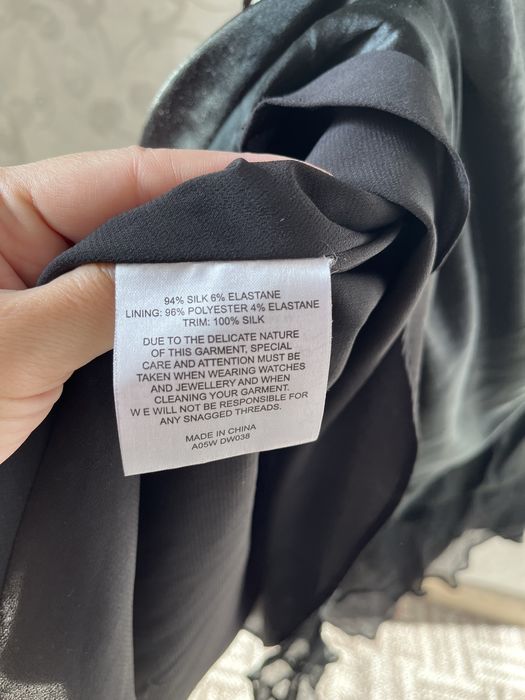 94% SILK 6% ELASTANE
LINING: 96% POLYESTER 4% ELASTANE
TRIM: 100% SILK
DUE TO THE DELICATE NATURE
OF THIS GARMENT, SPECIAL
CARE AND ATTENTION MUST BE
TAKEN WHEN WEARING WATCHES
AND JEWELLERY AND WHEN
CLEANING YOUR GARMENT.
WE WILL NOT BE RESPONSIBLE FOR
ANY SNAGGED THREADS.
MADE IN CHINA
A05W DW038